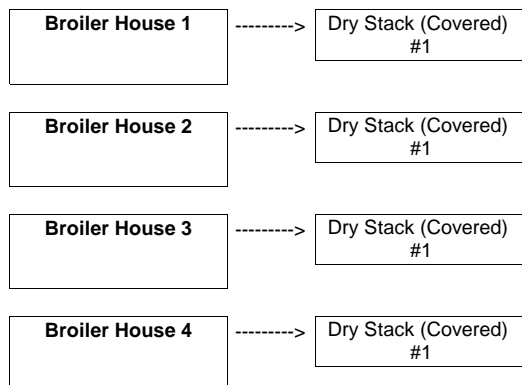 Broiler House 1 ---------> Dry Stack (Covered)
#1
Broiler House 2 ---------> Dry Stack (Covered)
#1
Broiler House 3 ---------> Dry Stack (Covered)
#1
Broiler House 4 ---------> Dry Stack (Covered)
#1